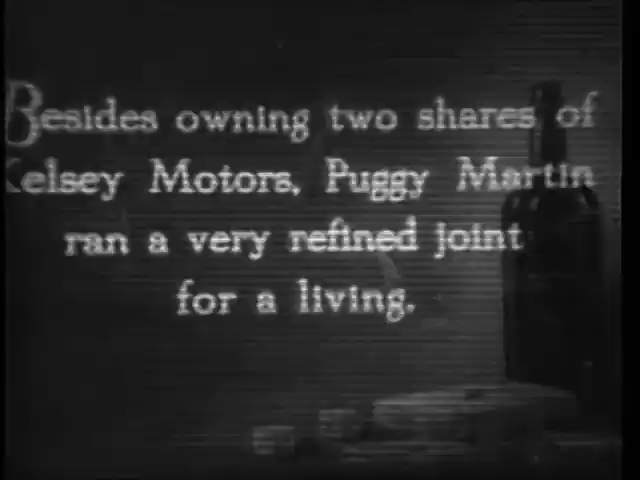 Besides owning two shares of
Kelsey Motors, Puggy Martin
ran a very refined joint
for a living.